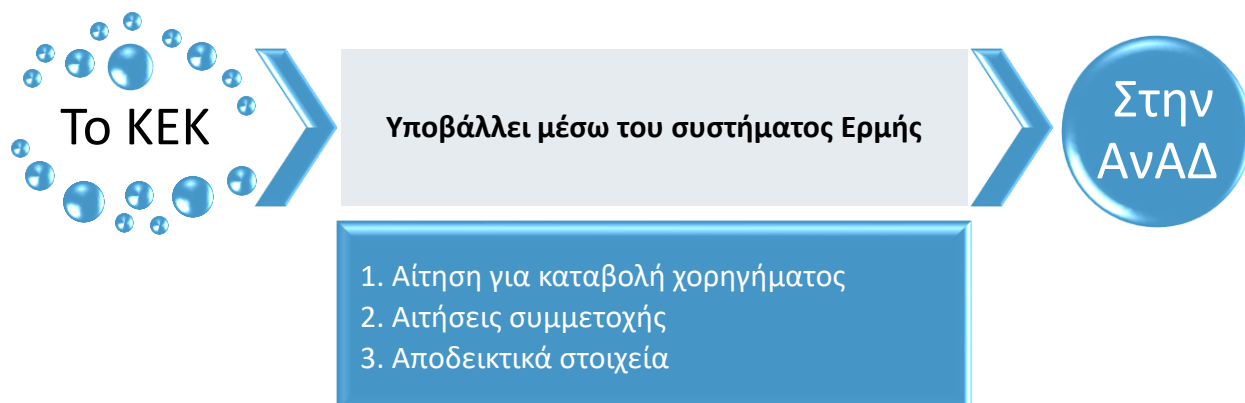 Το ΚΕΚ
Υποβάλλει μέσω του συστήματος Ερμής
Στην
ΑνΑΔ
1. Αίτηση για καταβολή χορηγήματος
2. Αιτήσεις συμμετοχής
3. Αποδεικτικά στοιχεία